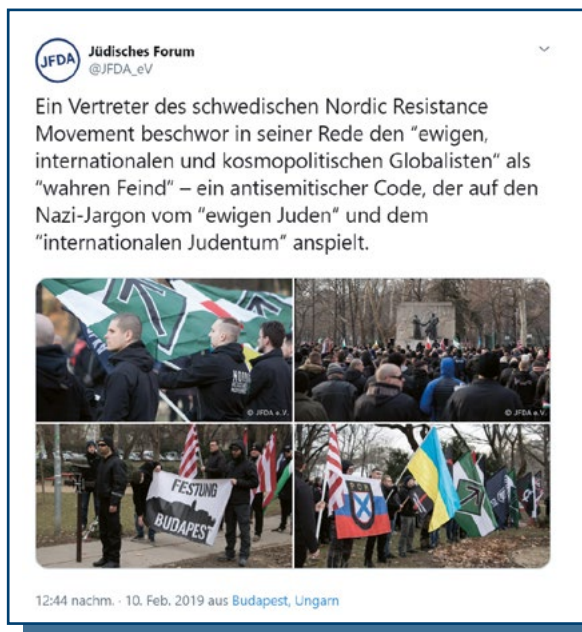 JFDA
Jüdisches Forum
@JFDA_eV
Ein Vertreter des schwedischen Nordic Resistance
Movement beschwor in seiner Rede den "ewigen,
internationalen und kosmopolitischen Globalisten" als
"wahren Feind" – ein antisemitischer Code, der auf den
Nazi-Jargon vom "ewigen Juden" und dem
"internationalen Judentum" anspielt.
© JFDA e.V.
© JFDA e.V.
FESTUNG
BUDAPEST
12:44 nachm. · 10. Feb. 2019 aus Budapest, Ungarn